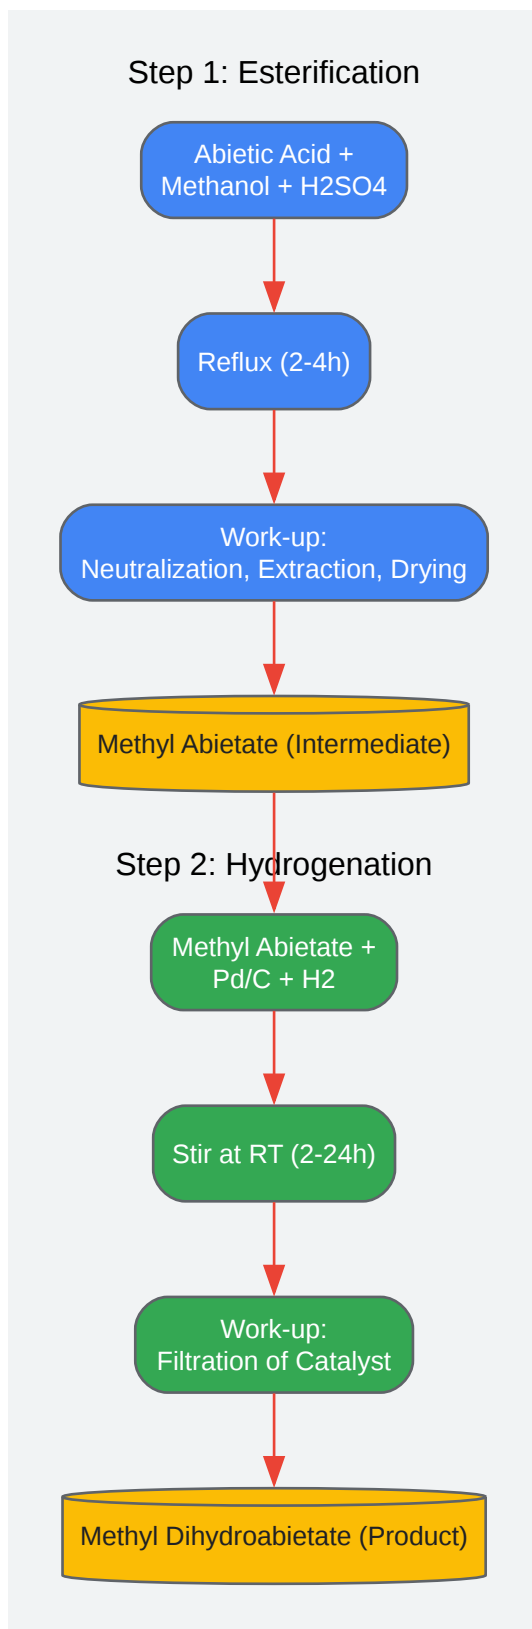 Step 1: Esterification
Abietic Acid +
Methanol + H2SO4
Reflux (2-4h)
Work-up:
Neutralization, Extraction, Drying
Methyl Abietate (Intermediate)
Step 2: Hydrogenation
Methyl Abietate +
Pd/C + H2
Stir at RT (2-24h)
Work-up:
Filtration of Catalyst
Methyl Dihydroabietate (Product)